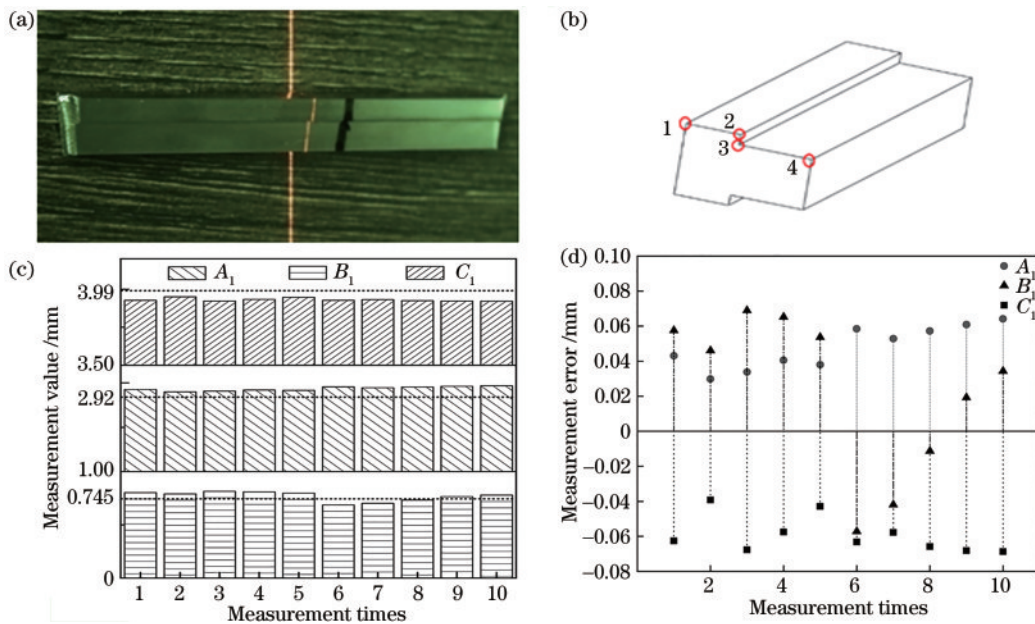 (a)
(b)
1
2
3
4
(c)
A₁ B₁ C₁
3.99
3.50
2.92
1.00
0.745
0
Measurement value /mm
1 2 3 4 5 6 7 8 9 10
Measurement times
(d)
A₁
B₁
C₁
0.10
0.08
0.06
0.04
0.02
0
−0.02
−0.04
−0.06
−0.08
Measurement error /mm
2 4 6 8 10
Measurement times